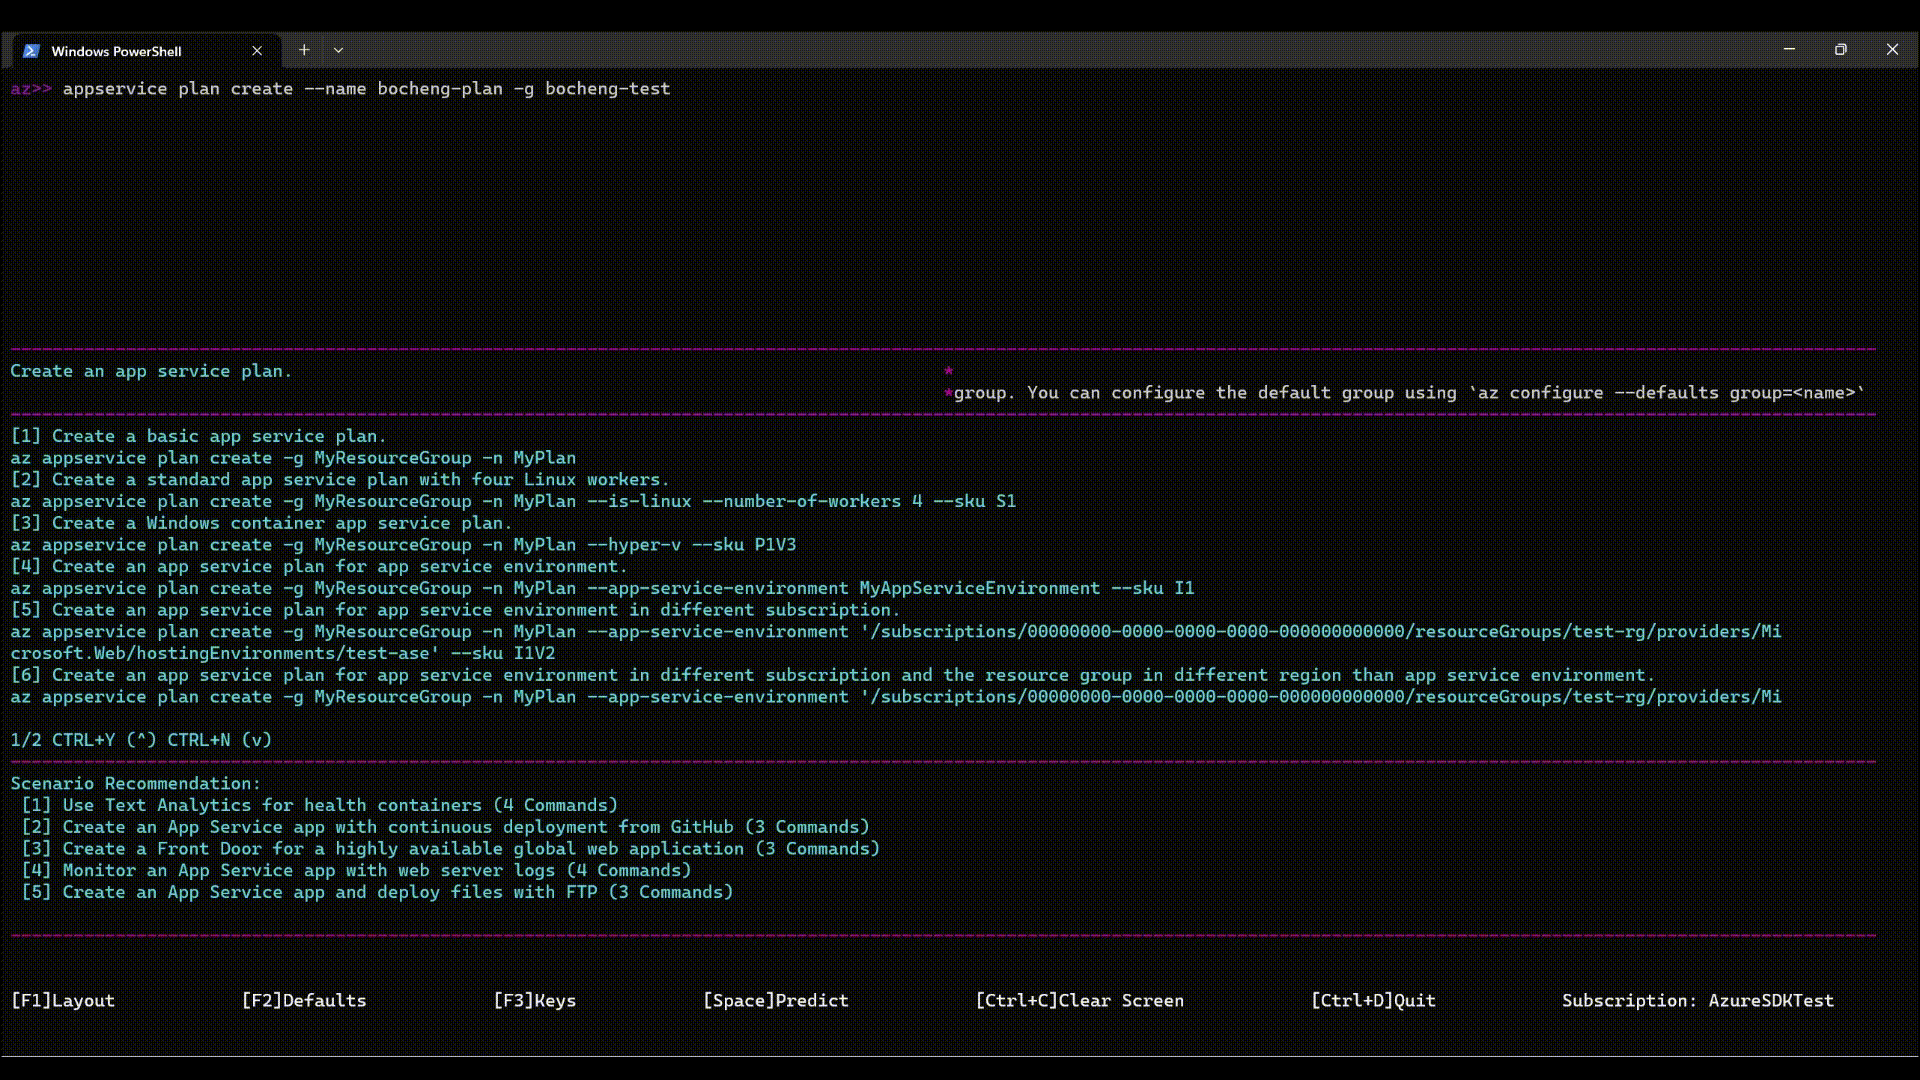 Windows PowerShell
az>> appservice plan create --name bocheng-plan -g bocheng-test
Create an app service plan. *
*group. You can configure the default group using `az configure --defaults group=<name>`
[1] Create a basic app service plan.
az appservice plan create -g MyResourceGroup -n MyPlan
[2] Create a standard app service plan with four Linux workers.
az appservice plan create -g MyResourceGroup -n MyPlan --is-linux --number-of-workers 4 --sku S1
[3] Create a Windows container app service plan.
az appservice plan create -g MyResourceGroup -n MyPlan --hyper-v --sku P1V3
[4] Create an app service plan for app service environment.
az appservice plan create -g MyResourceGroup -n MyPlan --app-service-environment MyAppServiceEnvironment --sku I1
[5] Create an app service plan for app service environment in different subscription.
az appservice plan create -g MyResourceGroup -n MyPlan --app-service-environment '/subscriptions/00000000-0000-0000-0000-000000000000/resourceGroups/test-rg/providers/Mi
crosoft.Web/hostingEnvironments/test-ase' --sku I1V2
[6] Create an app service plan for app service environment in different subscription and the resource group in different region than app service environment.
az appservice plan create -g MyResourceGroup -n MyPlan --app-service-environment '/subscriptions/00000000-0000-0000-0000-000000000000/resourceGroups/test-rg/providers/Mi
1/2 CTRL+Y (^) CTRL+N (v)
Scenario Recommendation:
[1] Use Text Analytics for health containers (4 Commands)
[2] Create an App Service app with continuous deployment from GitHub (3 Commands)
[3] Create a Front Door for a highly available global web application (3 Commands)
[4] Monitor an App Service app with web server logs (4 Commands)
[5] Create an App Service app and deploy files with FTP (3 Commands)
[F1]Layout [F2]Defaults [F3]Keys [Space]Predict [Ctrl+C]Clear Screen [Ctrl+D]Quit Subscription: AzureSDKTest